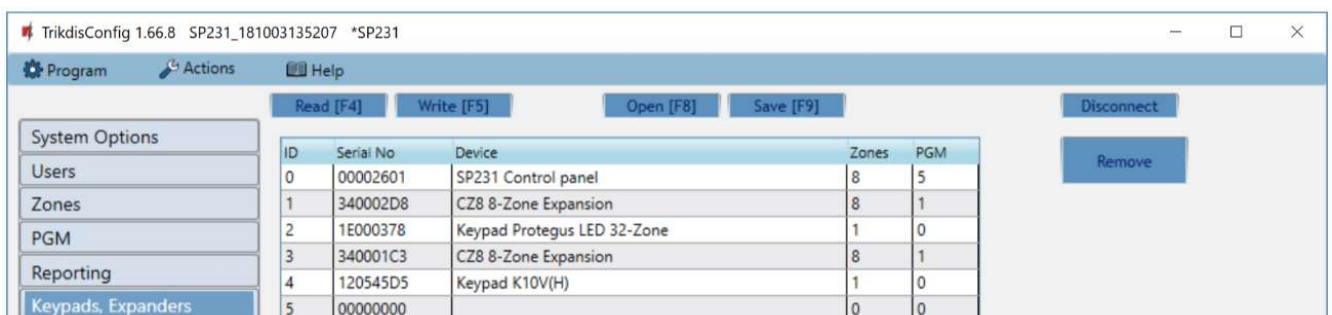 TrikdisConfig 1.66.8 SP231_181003135207 *SP231
Program Actions Help
Read [F4] Write [F5] Open [F8] Save [F9] Disconnect
System Options
Users
Zones
PGM
Reporting
Keypads, Expanders
ID Serial No Device Zones PGM
0 00002601 SP231 Control panel 8 5
1 340002D8 CZ8 8-Zone Expansion 8 1
2 1E000378 Keypad Protegus LED 32-Zone 1 0
3 340001C3 CZ8 8-Zone Expansion 8 1
4 120545D5 Keypad K10V(H) 1 0
5 00000000 0 0
Remove